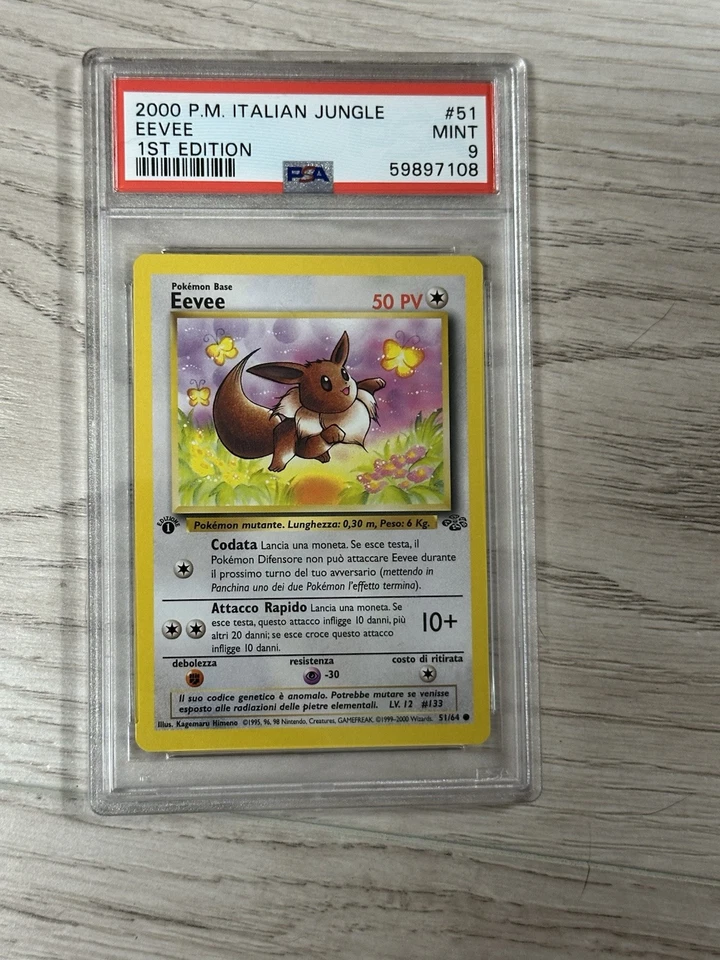 2000 P.M. ITALIAN JUNGLE #51
EEVEE MINT
1ST EDITION 9
PSA 59897108
Pokémon Base
Eevee 50 PV
EDIZIONE 1
Pokémon mutante. Lunghezza: 0,30 m, Peso: 6 Kg.
Codata Lancia una moneta. Se esce testa, il
Pokémon Difensore non può attaccare Eevee durante
il prossimo turno del tuo avversario (mettendo in
Panchina uno dei due Pokémon l'effetto termina).
Attacco Rapido Lancia una moneta. Se
esce testa, questo attacco infligge 10 danni, più
altri 20 danni; se esce croce questo attacco
infligge 10 danni.
10+
debolezza resistenza costo di ritirata
-30
Il suo codice genetico è anomalo. Potrebbe mutare se venisse
esposto alle radiazioni delle pietre elementali. LV. 12 #133
Illus. Kagemaru Himeno ©1995, 96, 98 Nintendo, Creatures, GAMEFREAK. ©1999-2000 Wizards. 51/64